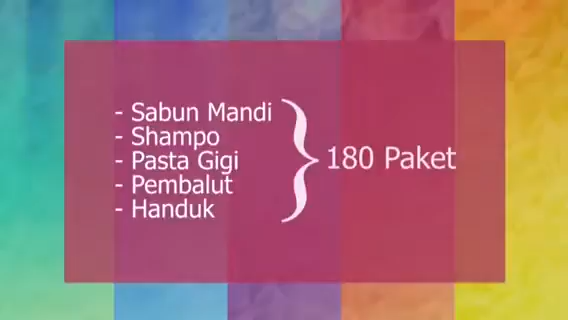 - Sabun Mandi
- Shampo
- Pasta Gigi
- Pembalut
- Handuk
180 Paket